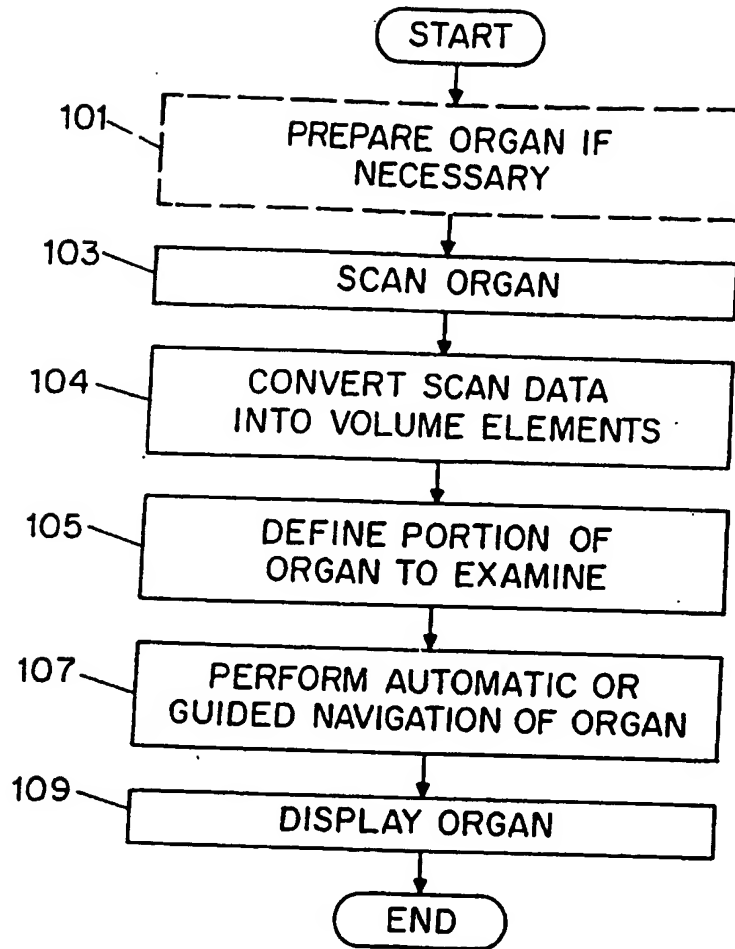 START
101
PREPARE ORGAN IF
NECESSARY
103
SCAN ORGAN
104
CONVERT SCAN DATA
INTO VOLUME ELEMENTS
105
DEFINE PORTION OF
ORGAN TO EXAMINE
107
PERFORM AUTOMATIC OR
GUIDED NAVIGATION OF ORGAN
109
DISPLAY ORGAN
END